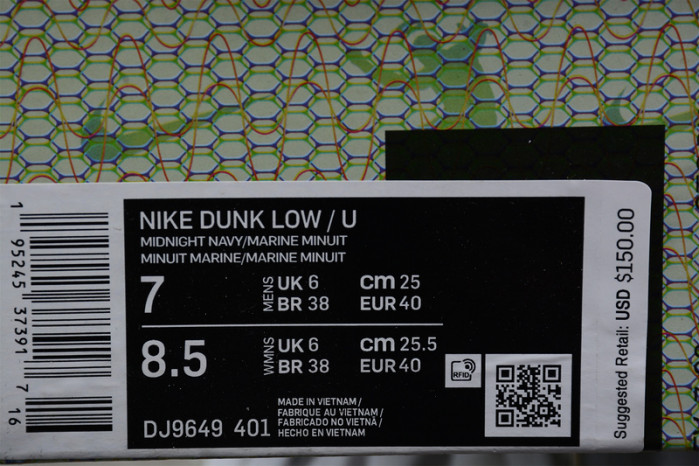 NIKE DUNK LOW / U
MIDNIGHT NAVY/MARINE MINUIT
MINUIT MARINE/MARINE MINUIT
7 MENS UK 6 cm 25
BR 38 EUR 40
8.5 WMNS UK 6 cm 25.5
BR 38 EUR 40
RFID
MADE IN VIETNAM/
FABRIQUE AU VIETNAM/
FABRICADO NO VIETNÃ/
HECHO EN VIETNAM
DJ9649 401
1 95245 37391 7 16
Suggested Retail: USD $150.00